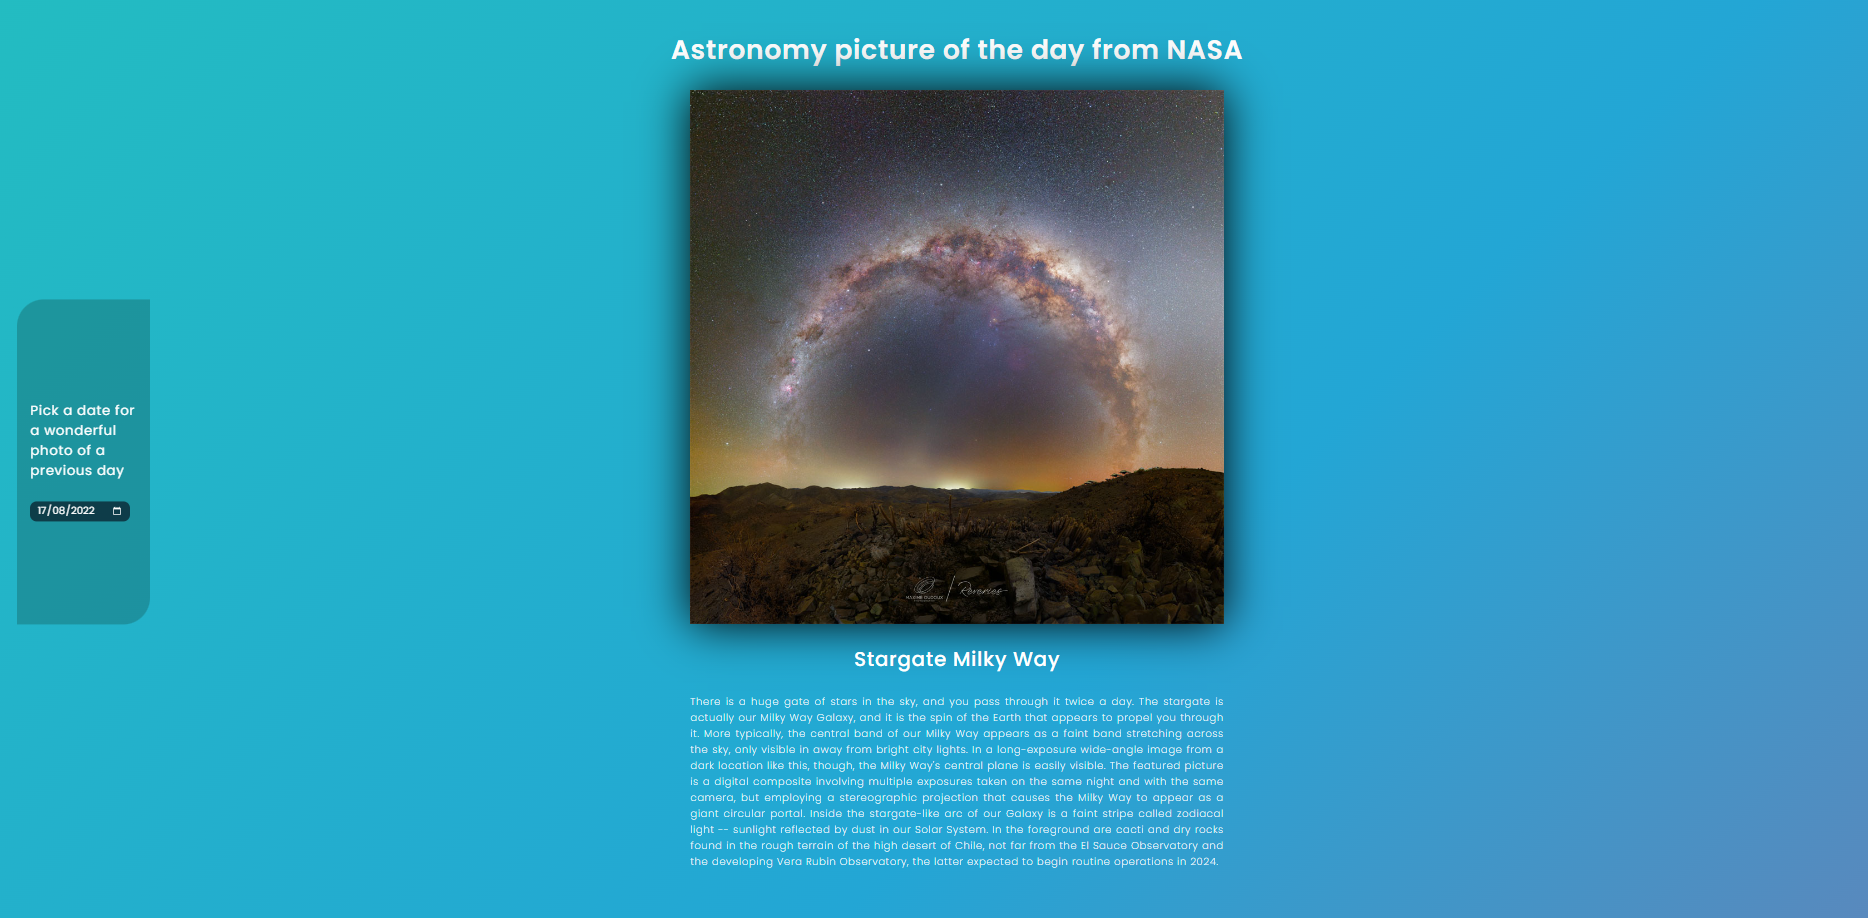 Astronomy picture of the day from NASA
Pick a date for
a wonderful
photo of a
previous day
17/08/2022
Reveries
Stargate Milky Way
There is a huge gate of stars in the sky, and you pass through it twice a day. The stargate is
actually our Milky Way Galaxy, and it is the spin of the Earth that appears to propel you through
it. More typically, the central band of our Milky Way appears as a faint band stretching across
the sky, only visible in away from bright city lights. In a long-exposure wide-angle image from a
dark location like this, though, the Milky Way's central plane is easily visible. The featured picture
is a digital composite involving multiple exposures taken on the same night and with the same
camera, but employing a stereographic projection that causes the Milky Way to appear as a
giant circular portal. Inside the stargate-like arc of our Galaxy is a faint stripe called zodiacal
light -- sunlight reflected by dust in our Solar System. In the foreground are cacti and dry rocks
found in the rough terrain of the high desert of Chile, not far from the El Sauce Observatory and
the developing Vera Rubin Observatory, the latter expected to begin routine operations in 2024.